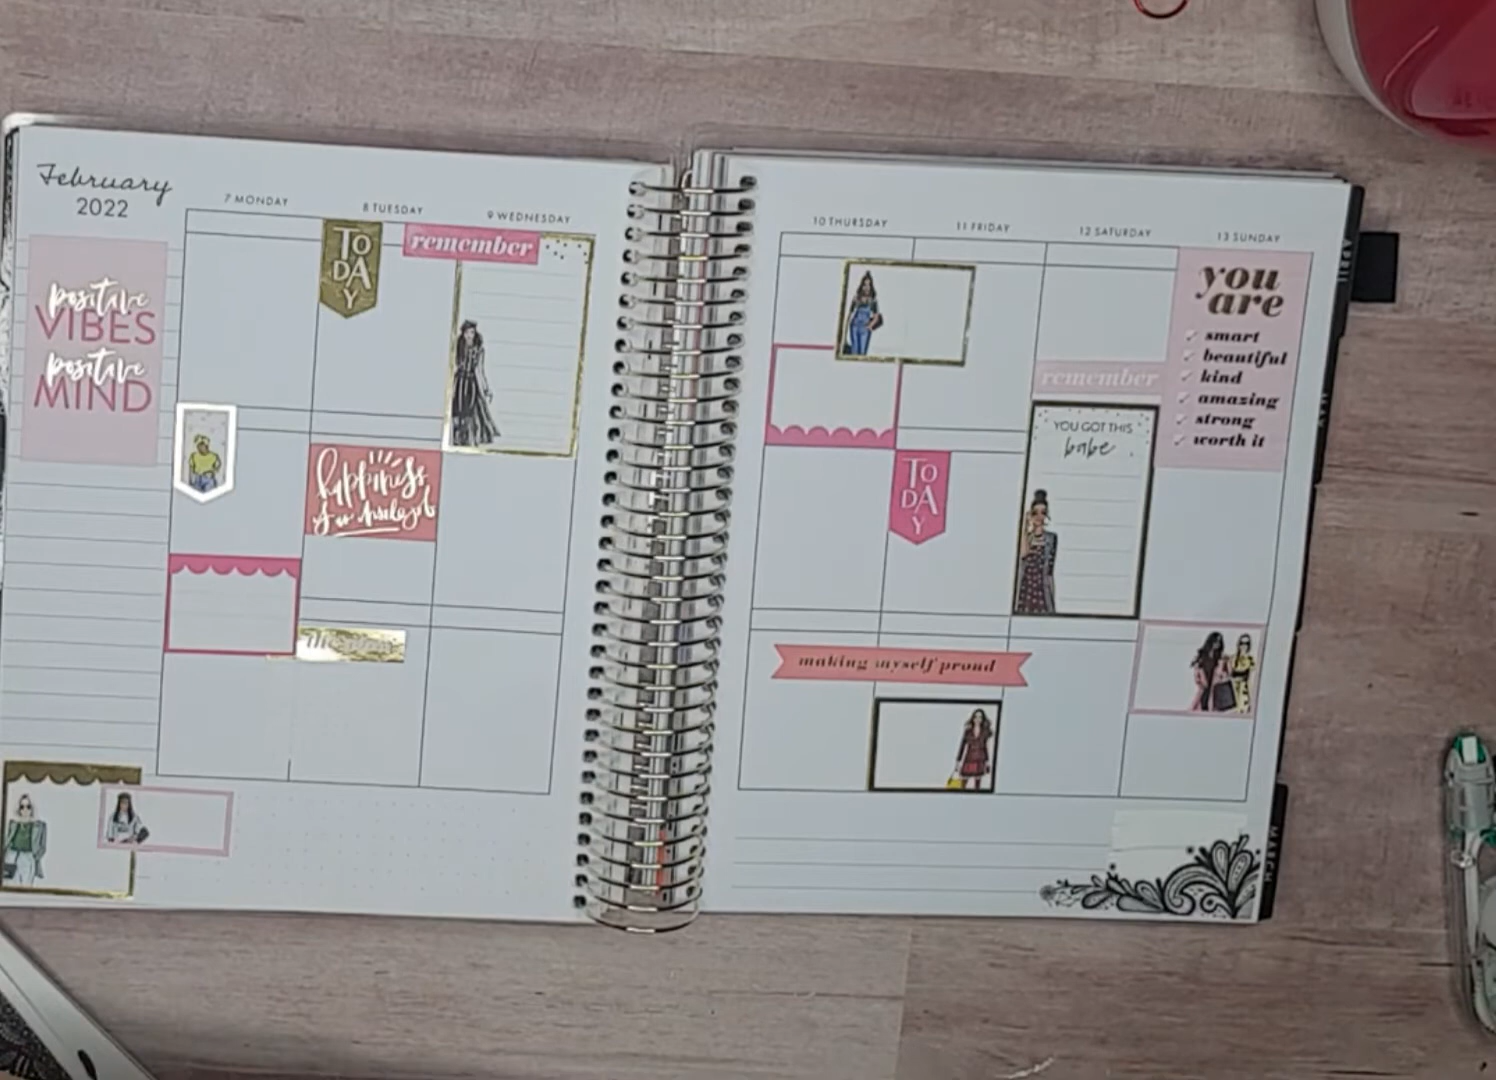 February
2022
7 MONDAY
8 TUESDAY
9 WEDNESDAY
positive
VIBES
positive
MIND
TO
DA
Y
remember
happiness
10 THURSDAY
11 FRIDAY
12 SATURDAY
13 SUNDAY
you
are
smart
beautiful
kind
amazing
strong
worth it
remember
YOU GOT THIS
babe
TO
DA
Y
making myself proud
APRIL
MARCH